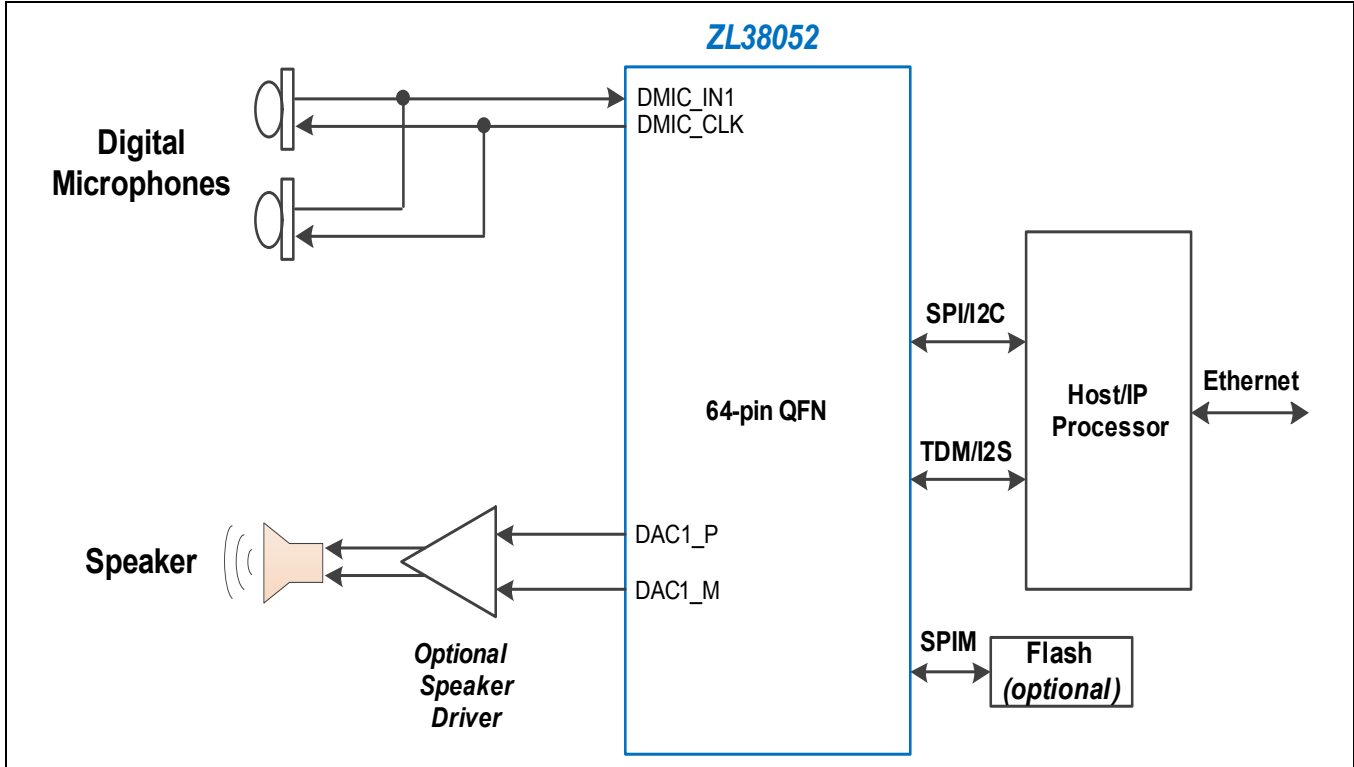 ZL38052
DMIC_IN1
DMIC_CLK
Digital
Microphones
SPI/I2C
Ethernet
Host/IP
Processor
64-pin QFN
TDM/I2S
DAC1_P
Speaker
DAC1_M
Optional
Speaker
Driver
SPIM
Flash
(optional)